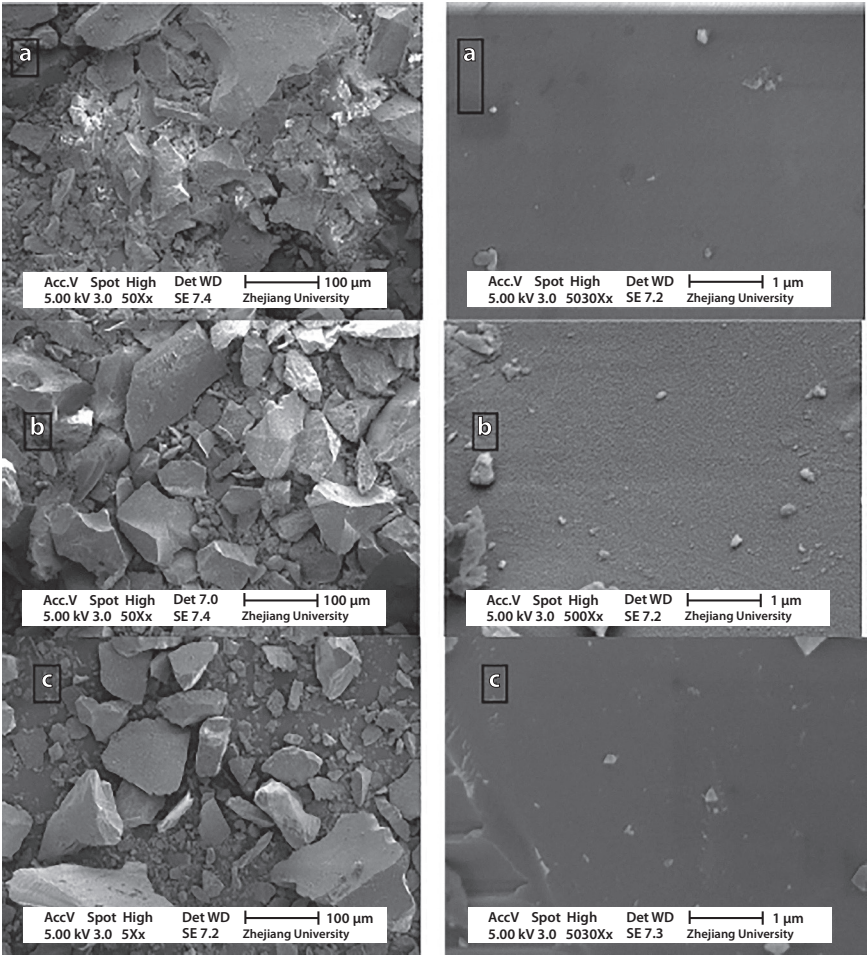 a
Acc.V Spot High Det WD 100 µm
5.00 kV 3.0 50Xx SE 7.4 Zhejiang University
a
Acc.V Spot High Det WD 1 µm
5.00 kV 3.0 5030Xx SE 7.2 Zhejiang University
b
Acc.V Spot High Det 7.0 100 µm
5.00 kV 3.0 50Xx SE 7.4 Zhejiang University
b
Acc.V Spot High Det WD 1 µm
5.00 kV 3.0 500Xx SE 7.2 Zhejiang University
c
AccV Spot High Det WD 100 µm
5.00 kV 3.0 5Xx SE 7.2 Zhejiang University
c
AccV Spot High Det WD 1 µm
5.00 kV 3.0 5030Xx SE 7.3 Zhejiang University